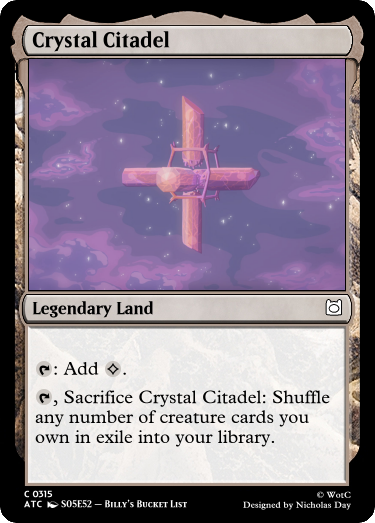 Crystal Citadel
Legendary Land
: Add .
, Sacrifice Crystal Citadel: Shuffle
any number of creature cards you
own in exile into your library.
C 0315
ATC S05E52 – Billy's Bucket List
© WotC
Designed by Nicholas Day